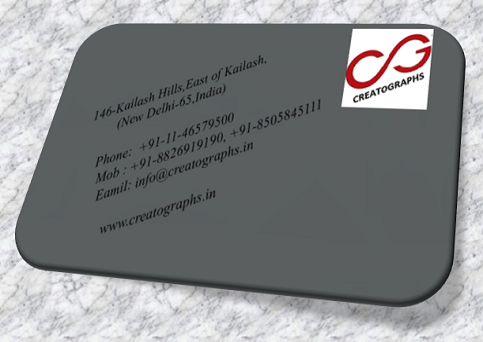 CG
CREATOGRAPHS
146-Kailash Hills,East of Kailash,
(New Delhi-65,India)
Phone: +91-11-46579500
Mob : +91-8826919190, +91-8505845111
Eamil: info@creatographs.in
www.creatographs.in